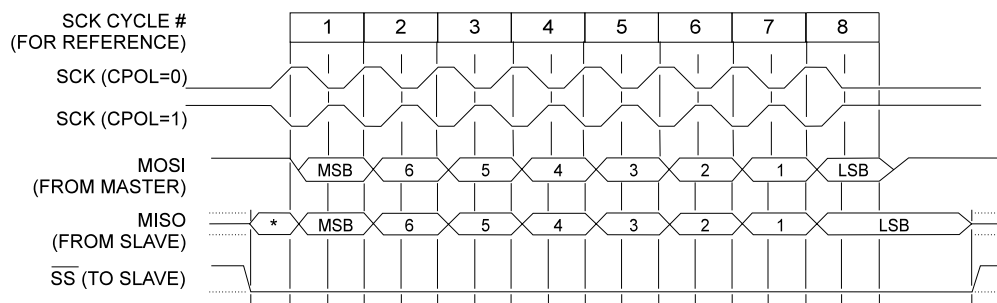 SCK CYCLE #
(FOR REFERENCE)
1 2 3 4 5 6 7 8
SCK (CPOL=0)
SCK (CPOL=1)
MOSI
(FROM MASTER)
MSB 6 5 4 3 2 1 LSB
MISO
(FROM SLAVE)
* MSB 6 5 4 3 2 1 LSB
SS (TO SLAVE)